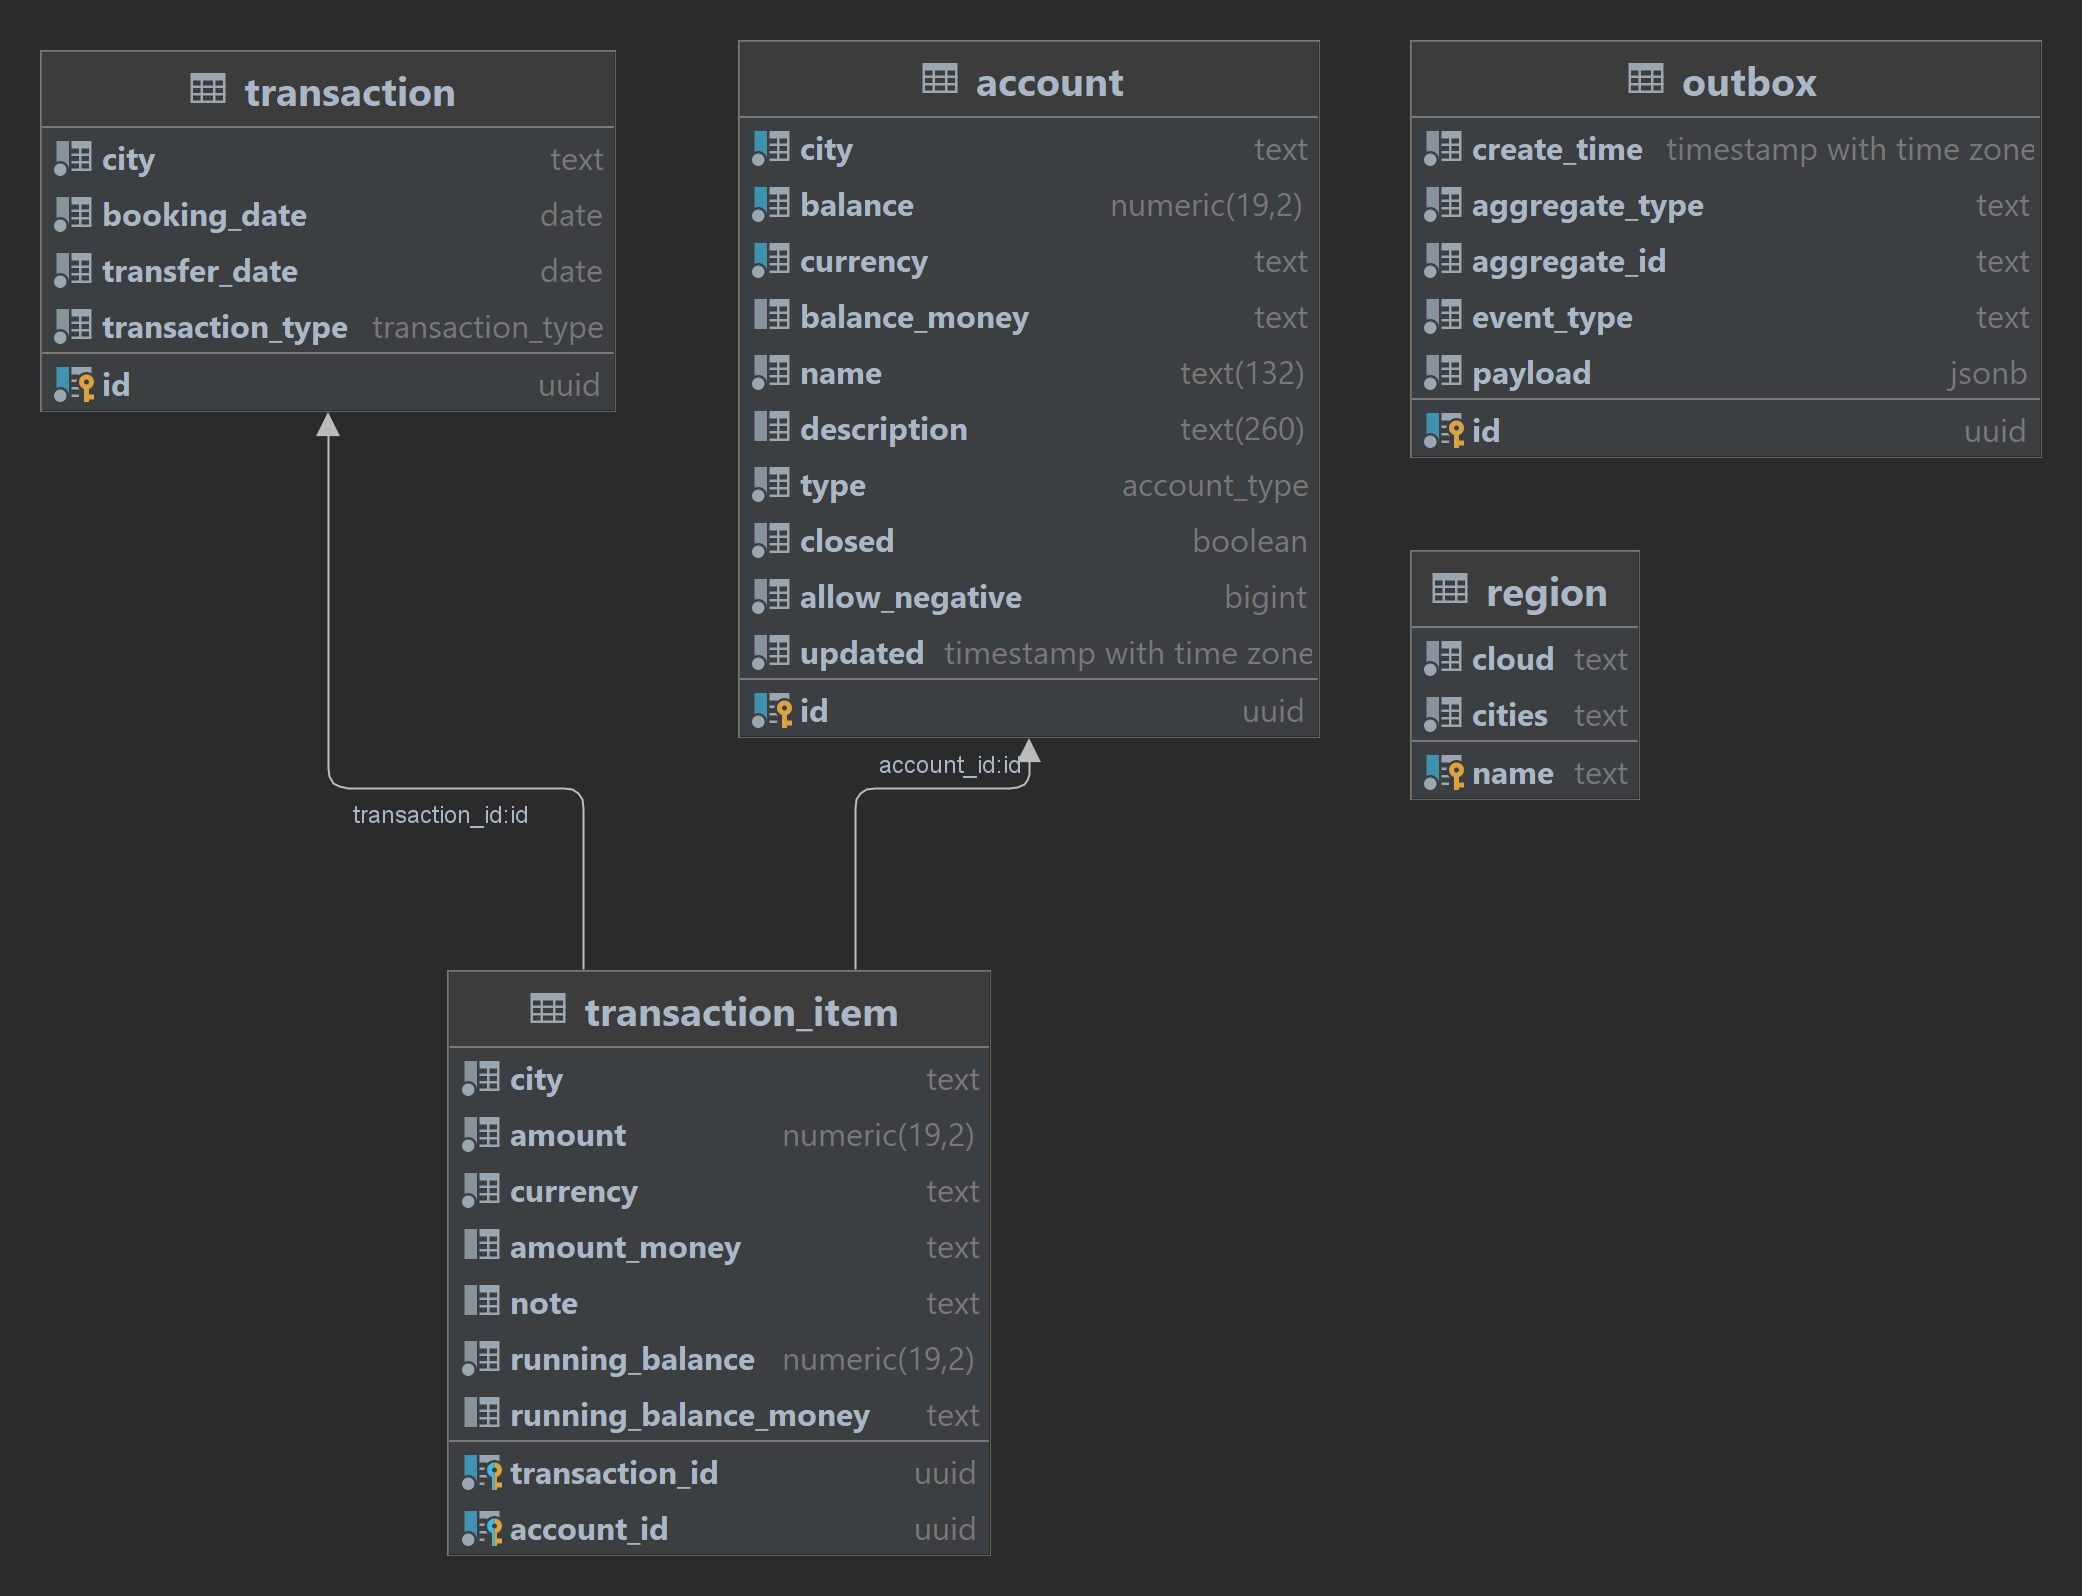 transaction
city text
booking_date date
transfer_date date
transaction_type transaction_type
id uuid
account
city text
balance numeric(19,2)
currency text
balance_money text
name text(132)
description text(260)
type account_type
closed boolean
allow_negative bigint
updated timestamp with time zone
id uuid
outbox
create_time timestamp with time zone
aggregate_type text
aggregate_id text
event_type text
payload jsonb
id uuid
region
cloud text
cities text
name text
account_id:id
transaction_id:id
transaction_item
city text
amount numeric(19,2)
currency text
amount_money text
note text
running_balance numeric(19,2)
running_balance_money text
transaction_id uuid
account_id uuid